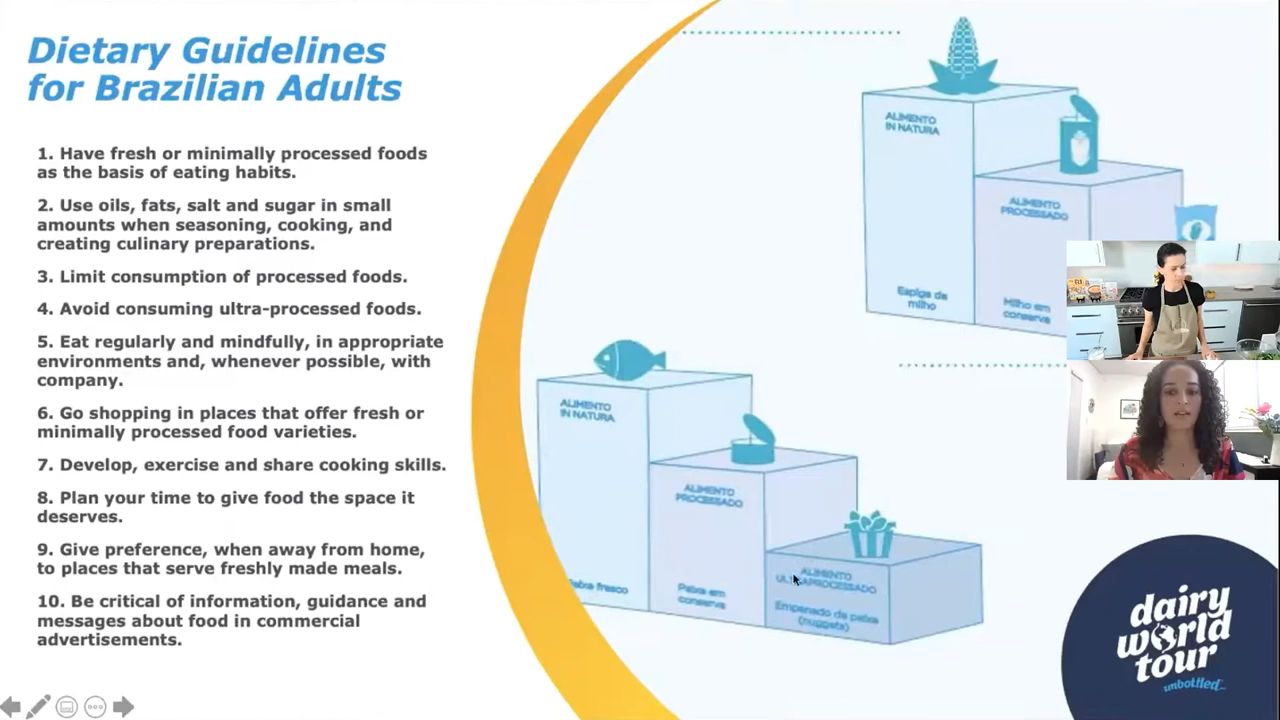 Dietary Guidelines
for Brazilian Adults
1. Have fresh or minimally processed foods
as the basis of eating habits.
2. Use oils, fats, salt and sugar in small
amounts when seasoning, cooking, and
creating culinary preparations.
3. Limit consumption of processed foods.
4. Avoid consuming ultra-processed foods.
5. Eat regularly and mindfully, in appropriate
environments and, whenever possible, with
company.
6. Go shopping in places that offer fresh or
minimally processed food varieties.
7. Develop, exercise and share cooking skills.
8. Plan your time to give food the space it
deserves.
9. Give preference, when away from home,
to places that serve freshly made meals.
10. Be critical of information, guidance and
messages about food in commercial
advertisements.
ALIMENTO
IN NATURA
Espiga de
milho
ALIMENTO
PROCESSADO
Milho em
conserva
ALIMENTO
IN NATURA
fresco
ALIMENTO
PROCESSADO
Peixe em
conserva
ALIMENTO
ULTRAPROCESSADO
Empanado de peixe
(nuggets)
dairy
world
tour
unbottled™